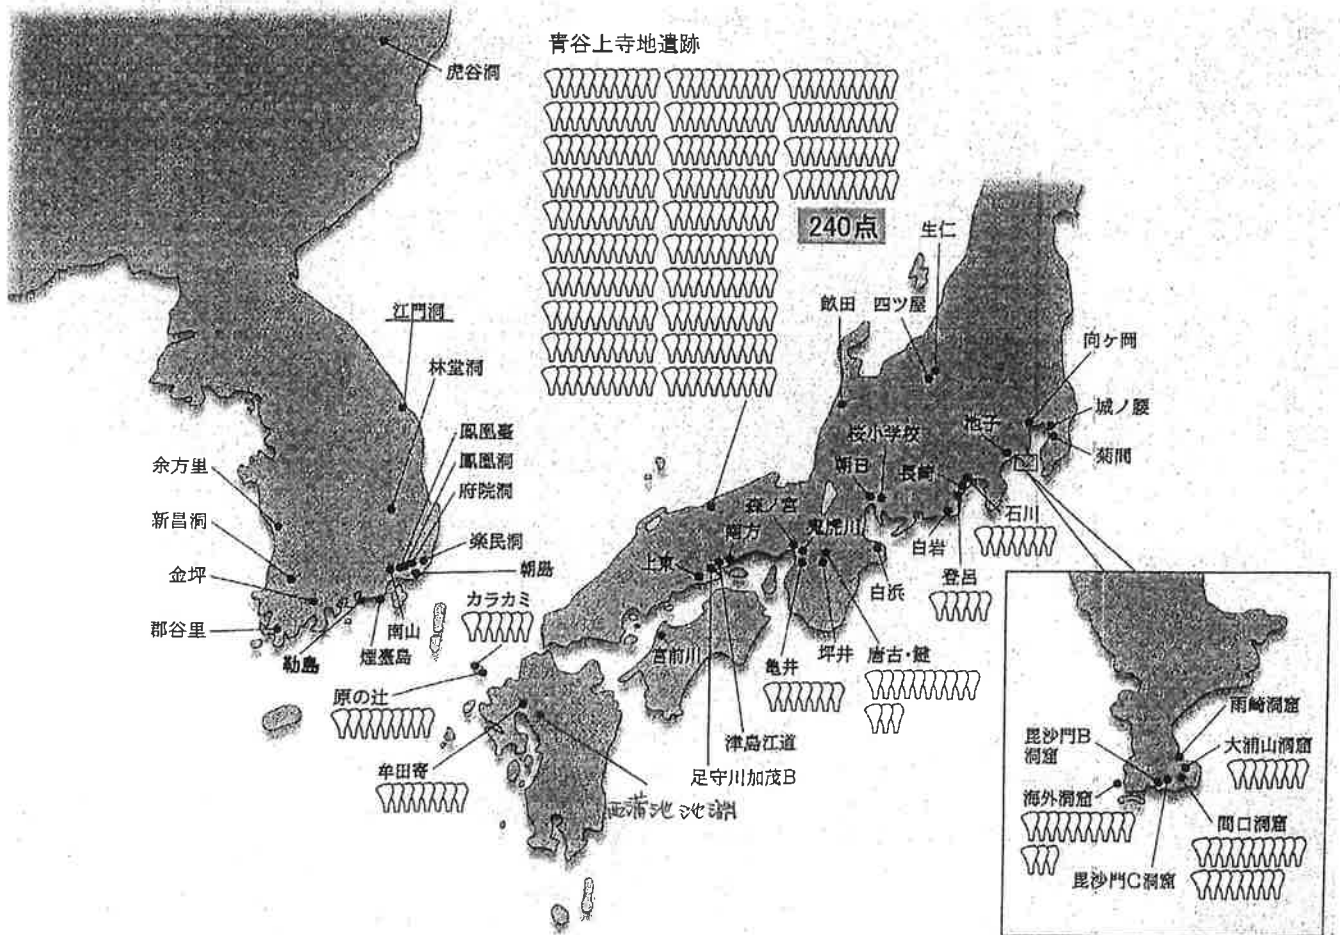 青谷上寺地遺跡
虎谷洞
240点
生仁
畝田
四ツ屋
江門洞
向ケ岡
林堂洞
城ノ腰
池子
桜小学校
菊間
鳳凰臺
鳳凰洞
府院洞
余方里
朝日
長崎
森ノ宮
鬼虎川
石川
新昌洞
南方
白岩
楽民洞
朝島
金坪
上東
白浜
登呂
カラカミ
郡谷里
南山
勒島
煙臺島
宮前川
亀井
坪井
唐古・鍵
原の辻
雨崎洞窟
毘沙門B
洞窟
大浦山洞窟
津島江道
牟田寄
足守川加茂B
海外洞窟
西蒲池池淵
間口洞窟
毘沙門C洞窟